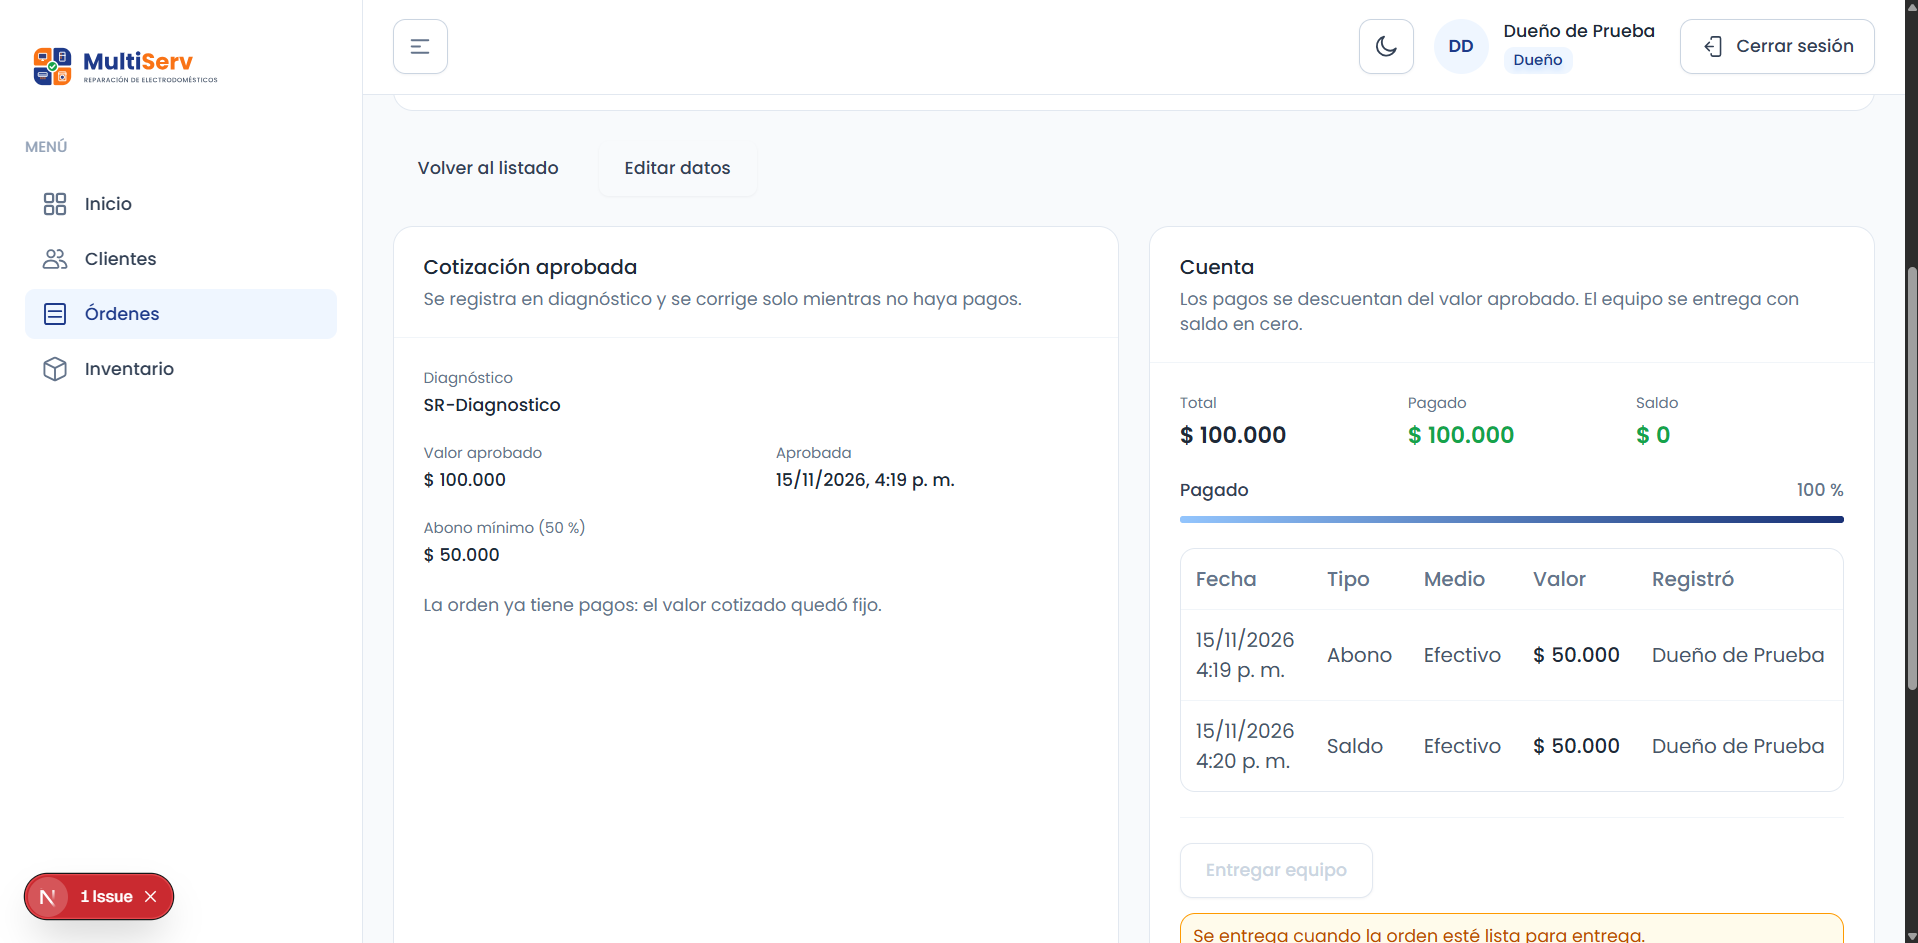 MultiServ
REPARACIÓN DE ELECTRODOMÉSTICOS
MENÚ
Inicio
Clientes
Órdenes
Inventario
N 1 Issue
DD
Dueño de Prueba
Dueño
Cerrar sesión
Volver al listado
Editar datos
Cotización aprobada
Se registra en diagnóstico y se corrige solo mientras no haya pagos.
Diagnóstico
SR-Diagnostico
Valor aprobado
$ 100.000
Aprobada
15/11/2026, 4:19 p. m.
Abono mínimo (50 %)
$ 50.000
La orden ya tiene pagos: el valor cotizado quedó fijo.
Cuenta
Los pagos se descuentan del valor aprobado. El equipo se entrega con
saldo en cero.
Total
$ 100.000
Pagado
$ 100.000
Saldo
$ 0
Pagado 100 %
Fecha Tipo Medio Valor Registró
15/11/2026
4:19 p. m. Abono Efectivo $ 50.000 Dueño de Prueba
15/11/2026
4:20 p. m. Saldo Efectivo $ 50.000 Dueño de Prueba
Entregar equipo
Se entrega cuando la orden esté lista para entrega.